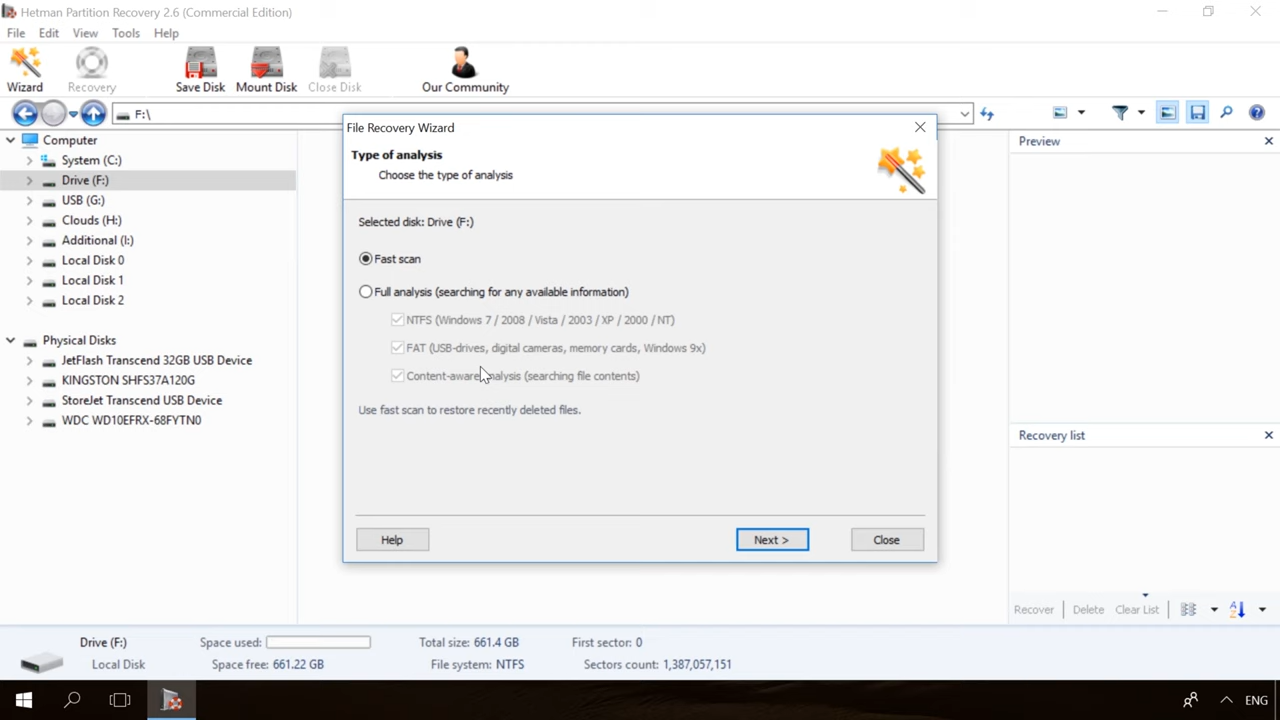 Hetman Partition Recovery 2.6 (Commercial Edition)
File Edit View Tools Help
Wizard Recovery Save Disk Mount Disk Close Disk Our Community
F:\
Computer
System (C:)
Drive (F:)
USB (G:)
Clouds (H:)
Additional (I:)
Local Disk 0
Local Disk 1
Local Disk 2
Physical Disks
JetFlash Transcend 32GB USB Device
KINGSTON SHFS37A120G
StoreJet Transcend USB Device
WDC WD10EFRX-68FYTN0
File Recovery Wizard
Type of analysis
Choose the type of analysis
Selected disk: Drive (F:)
Fast scan
Full analysis (searching for any available information)
NTFS (Windows 7 / 2008 / Vista / 2003 / XP / 2000 / NT)
FAT (USB-drives, digital cameras, memory cards, Windows 9x)
Content-aware analysis (searching file contents)
Use fast scan to restore recently deleted files.
Help Next > Close
Preview
Recovery list
Recover Delete Clear List
Drive (F:) Space used: Total size: 661.4 GB First sector: 0
Local Disk Space free: 661.22 GB File system: NTFS Sectors count: 1,387,057,151
ENG